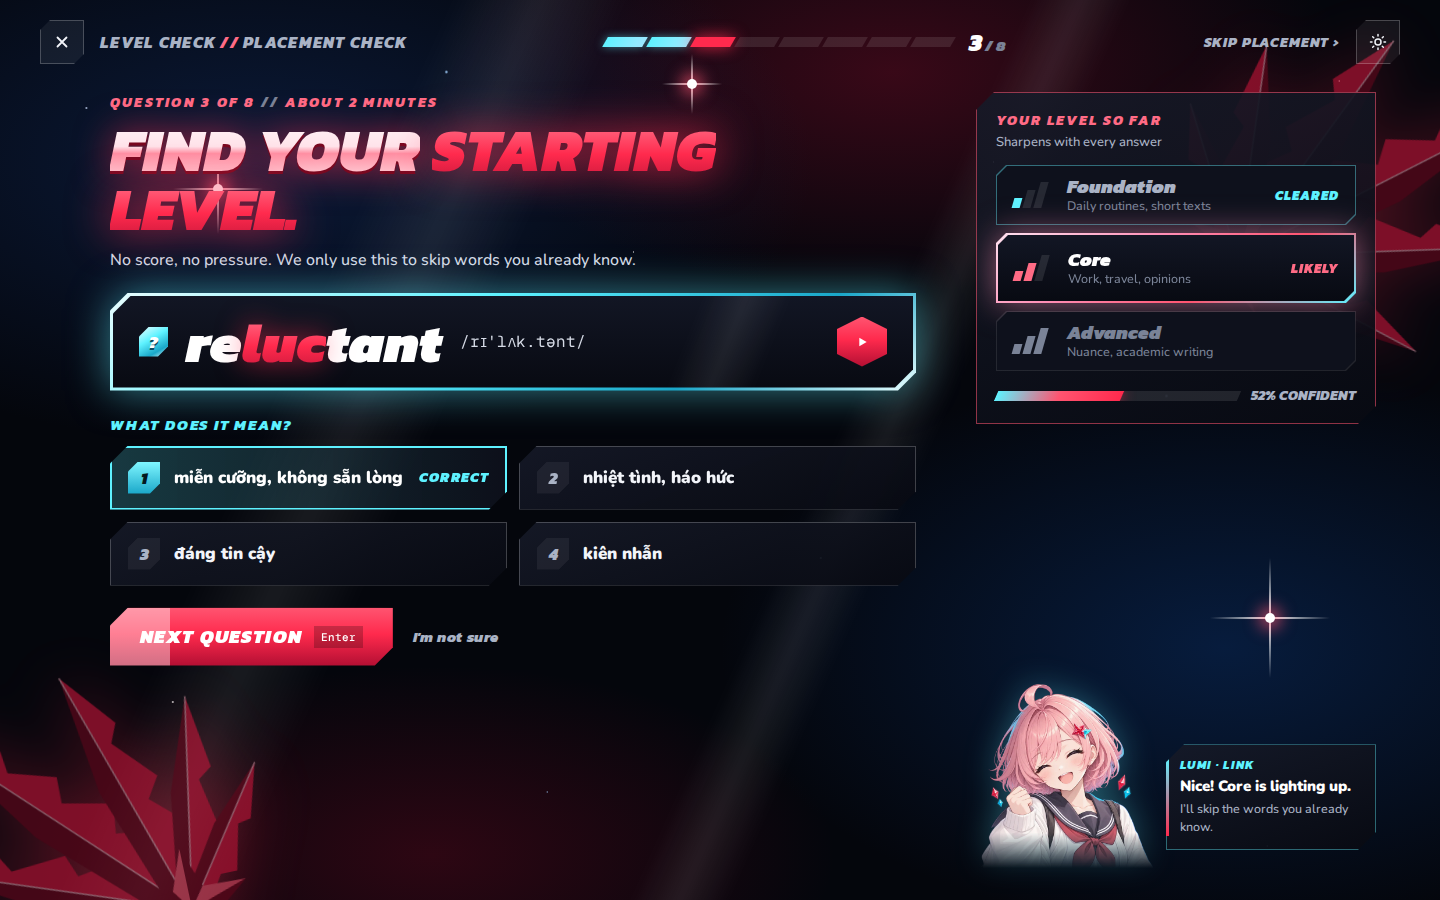 LEVEL CHECK // PLACEMENT CHECK
3 / 8
SKIP PLACEMENT >
QUESTION 3 OF 8 // ABOUT 2 MINUTES
FIND YOUR STARTING
LEVEL.
No score, no pressure. We only use this to skip words you already know.
? reluctant /rɪˈlʌk.tənt/
WHAT DOES IT MEAN?
1 miễn cưỡng, không sẵn lòng CORRECT
2 nhiệt tình, háo hức
3 đáng tin cậy
4 kiên nhẫn
NEXT QUESTION Enter
I'm not sure
YOUR LEVEL SO FAR
Sharpens with every answer
Foundation
Daily routines, short texts
CLEARED
Core
Work, travel, opinions
LIKELY
Advanced
Nuance, academic writing
52% CONFIDENT
LUMI · LINK
Nice! Core is lighting up.
I'll skip the words you already
know.